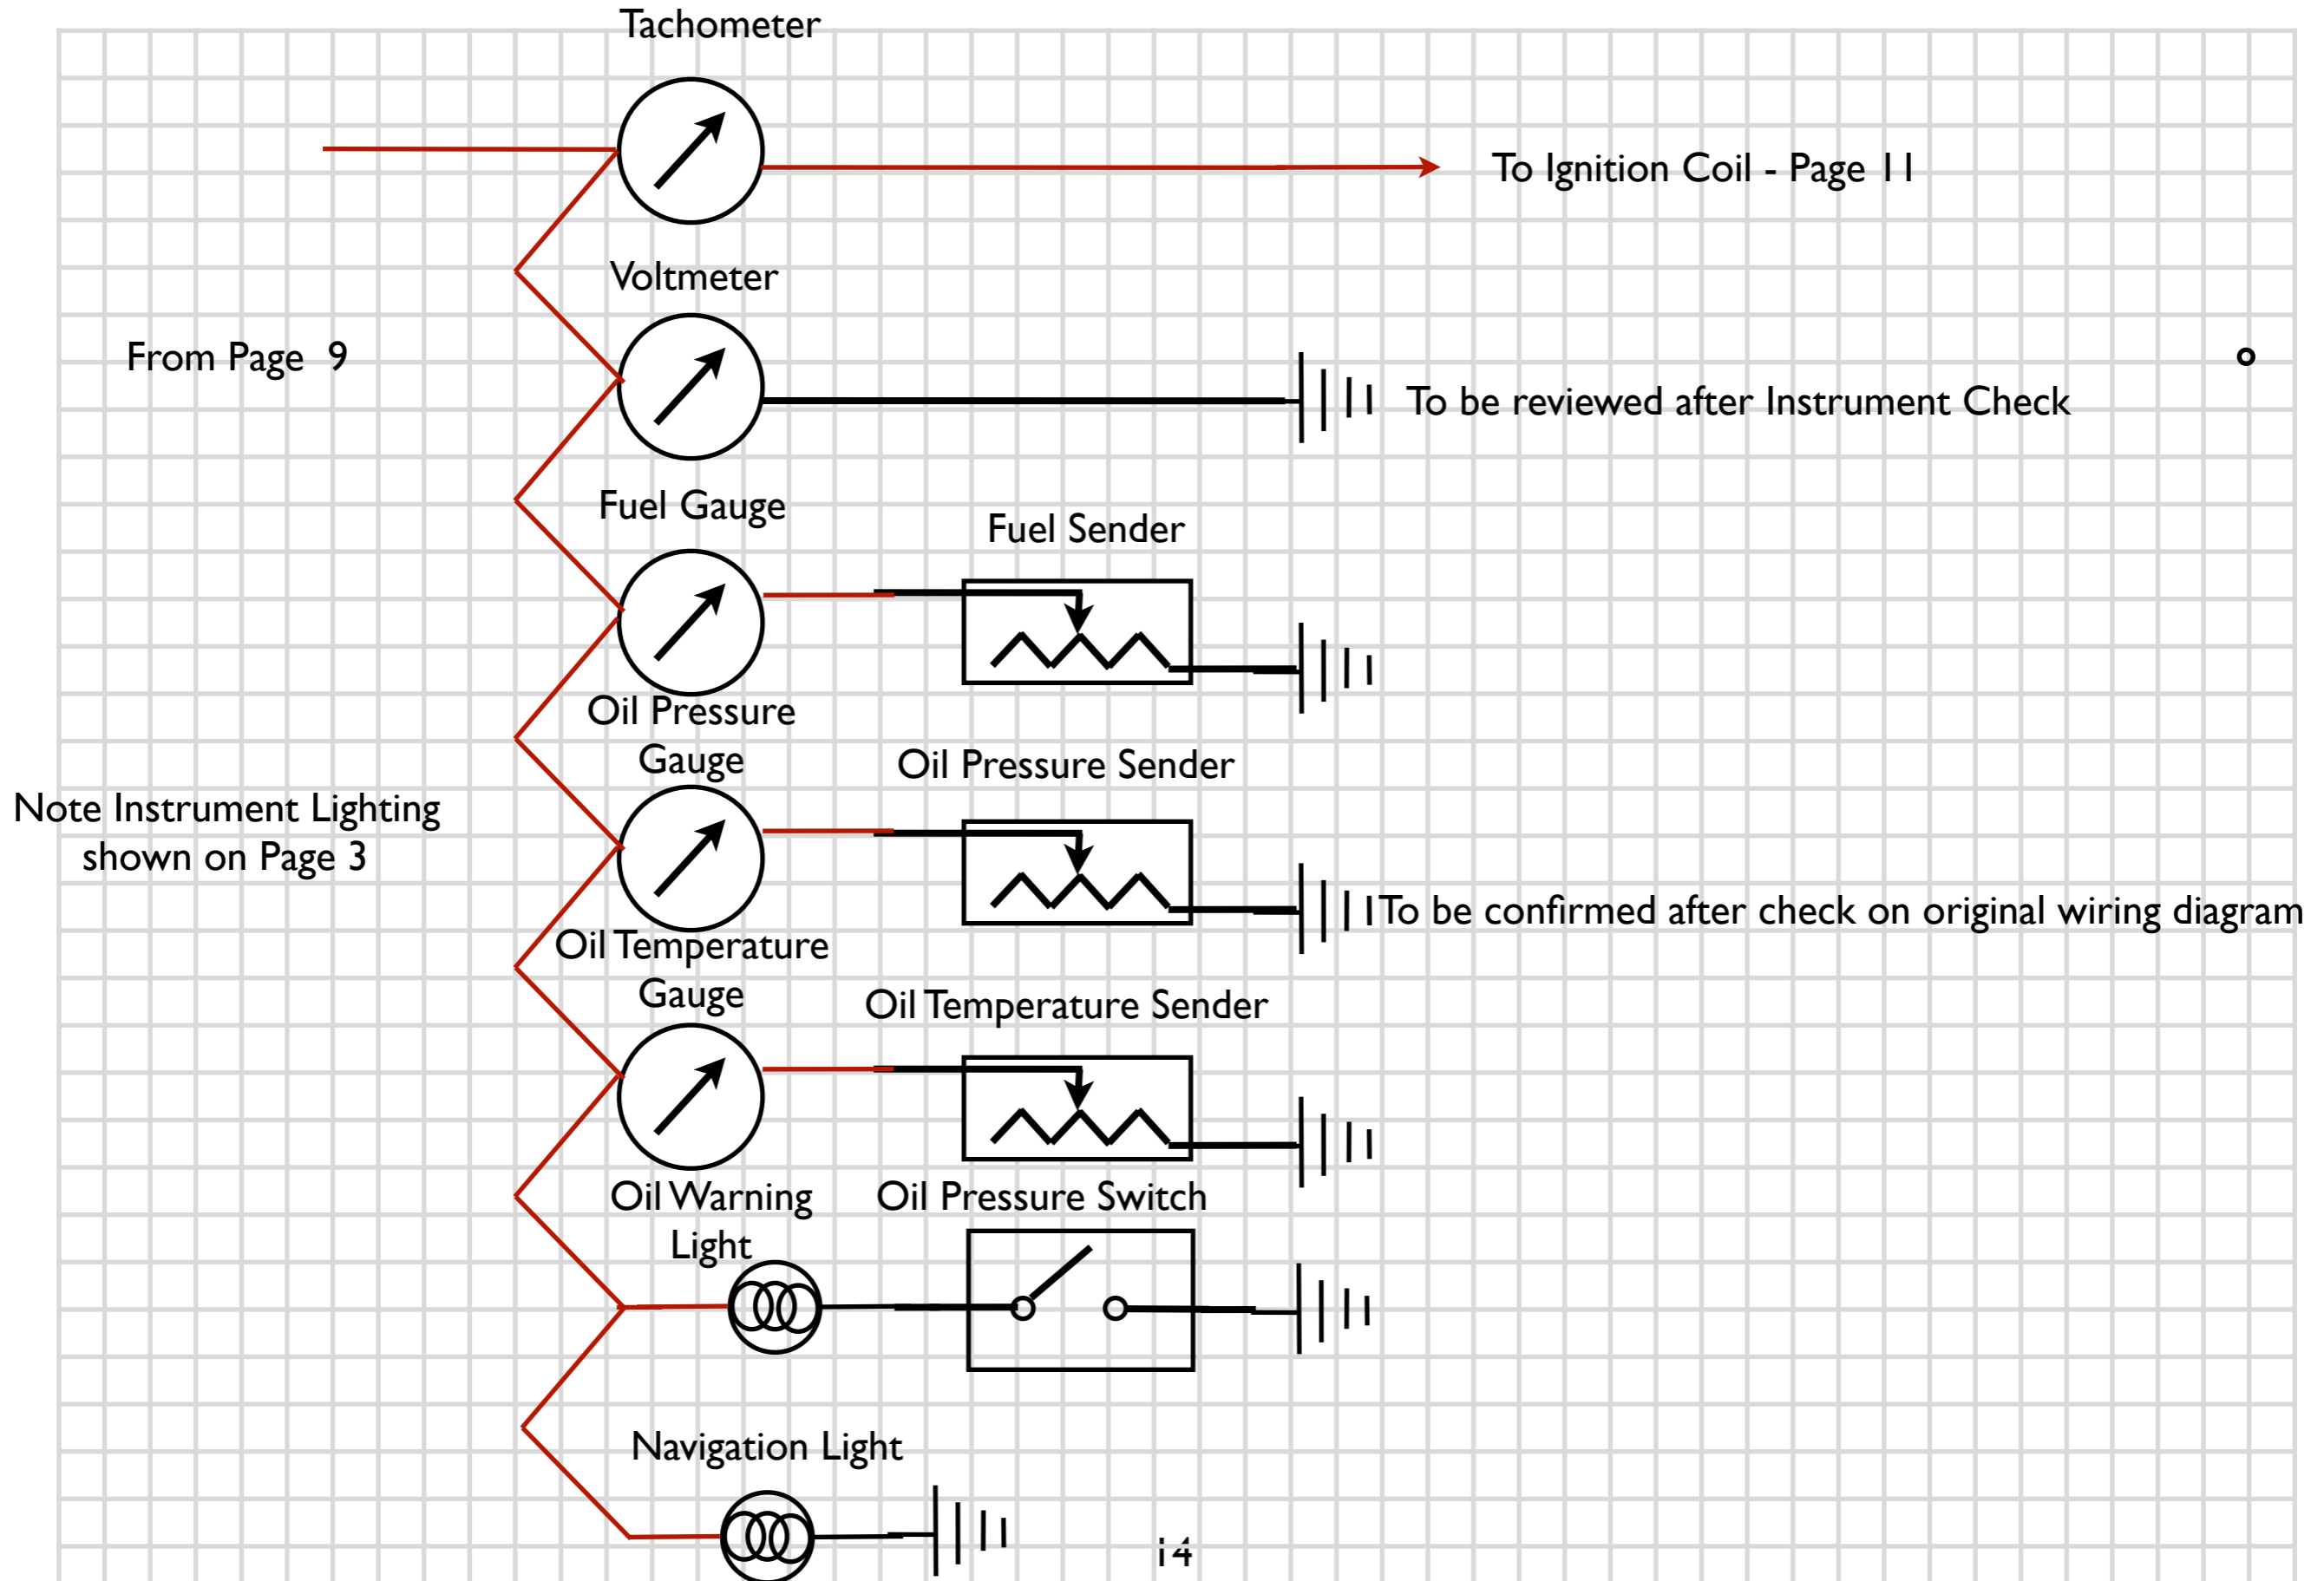 Tachometer
To Ignition Coil - Page 11
Voltmeter
From Page 9
To be reviewed after Instrument Check
Fuel Gauge
Fuel Sender
Oil Pressure
Gauge
Oil Pressure Sender
Note Instrument Lighting
shown on Page 3
To be confirmed after check on original wiring diagram
Oil Temperature
Gauge
Oil Temperature Sender
Oil Warning
Light
Oil Pressure Switch
Navigation Light
14